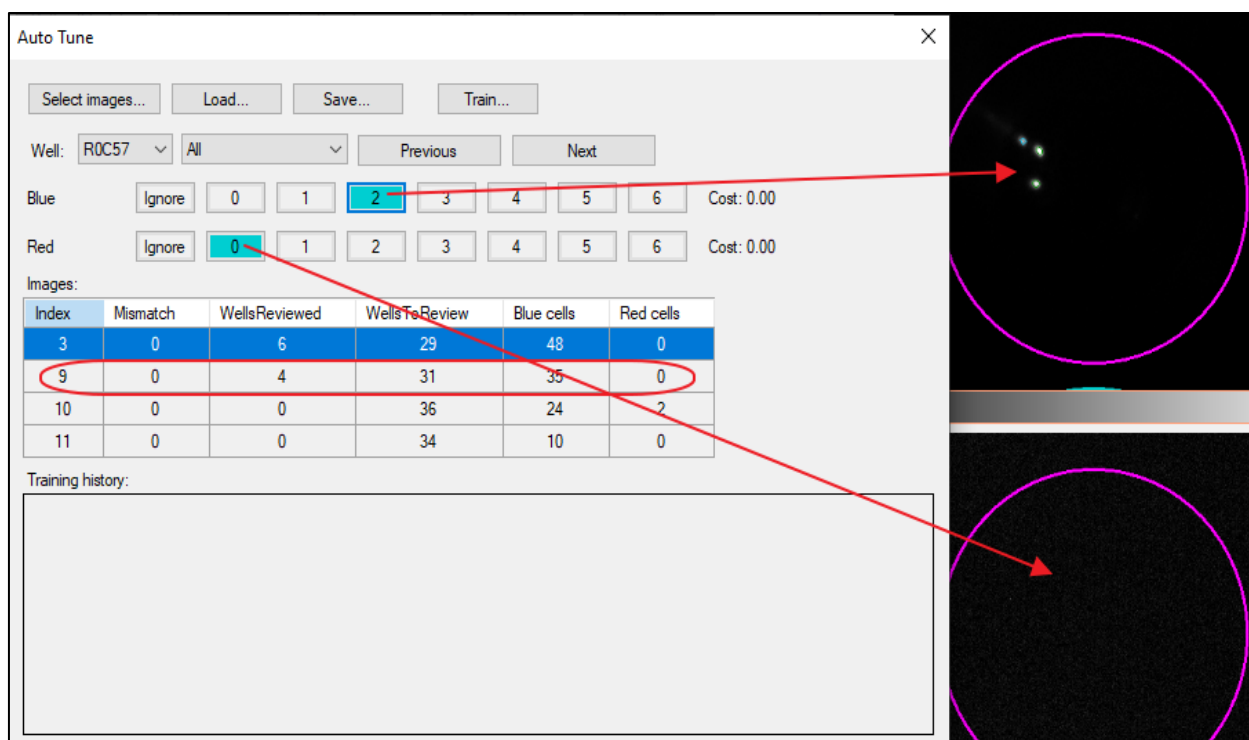 Auto Tune
Select images... Load... Save... Train...
Well: R0C57 All Previous Next
Blue Ignore 0 1 2 3 4 5 6 Cost: 0.00
Red Ignore 0 1 2 3 4 5 6 Cost: 0.00
Images:
Index Mismatch WellsReviewed WellsToReview Blue cells Red cells
3 0 6 29 48 0
9 0 4 31 35 0
10 0 0 36 24 2
11 0 0 34 10 0
Training history: